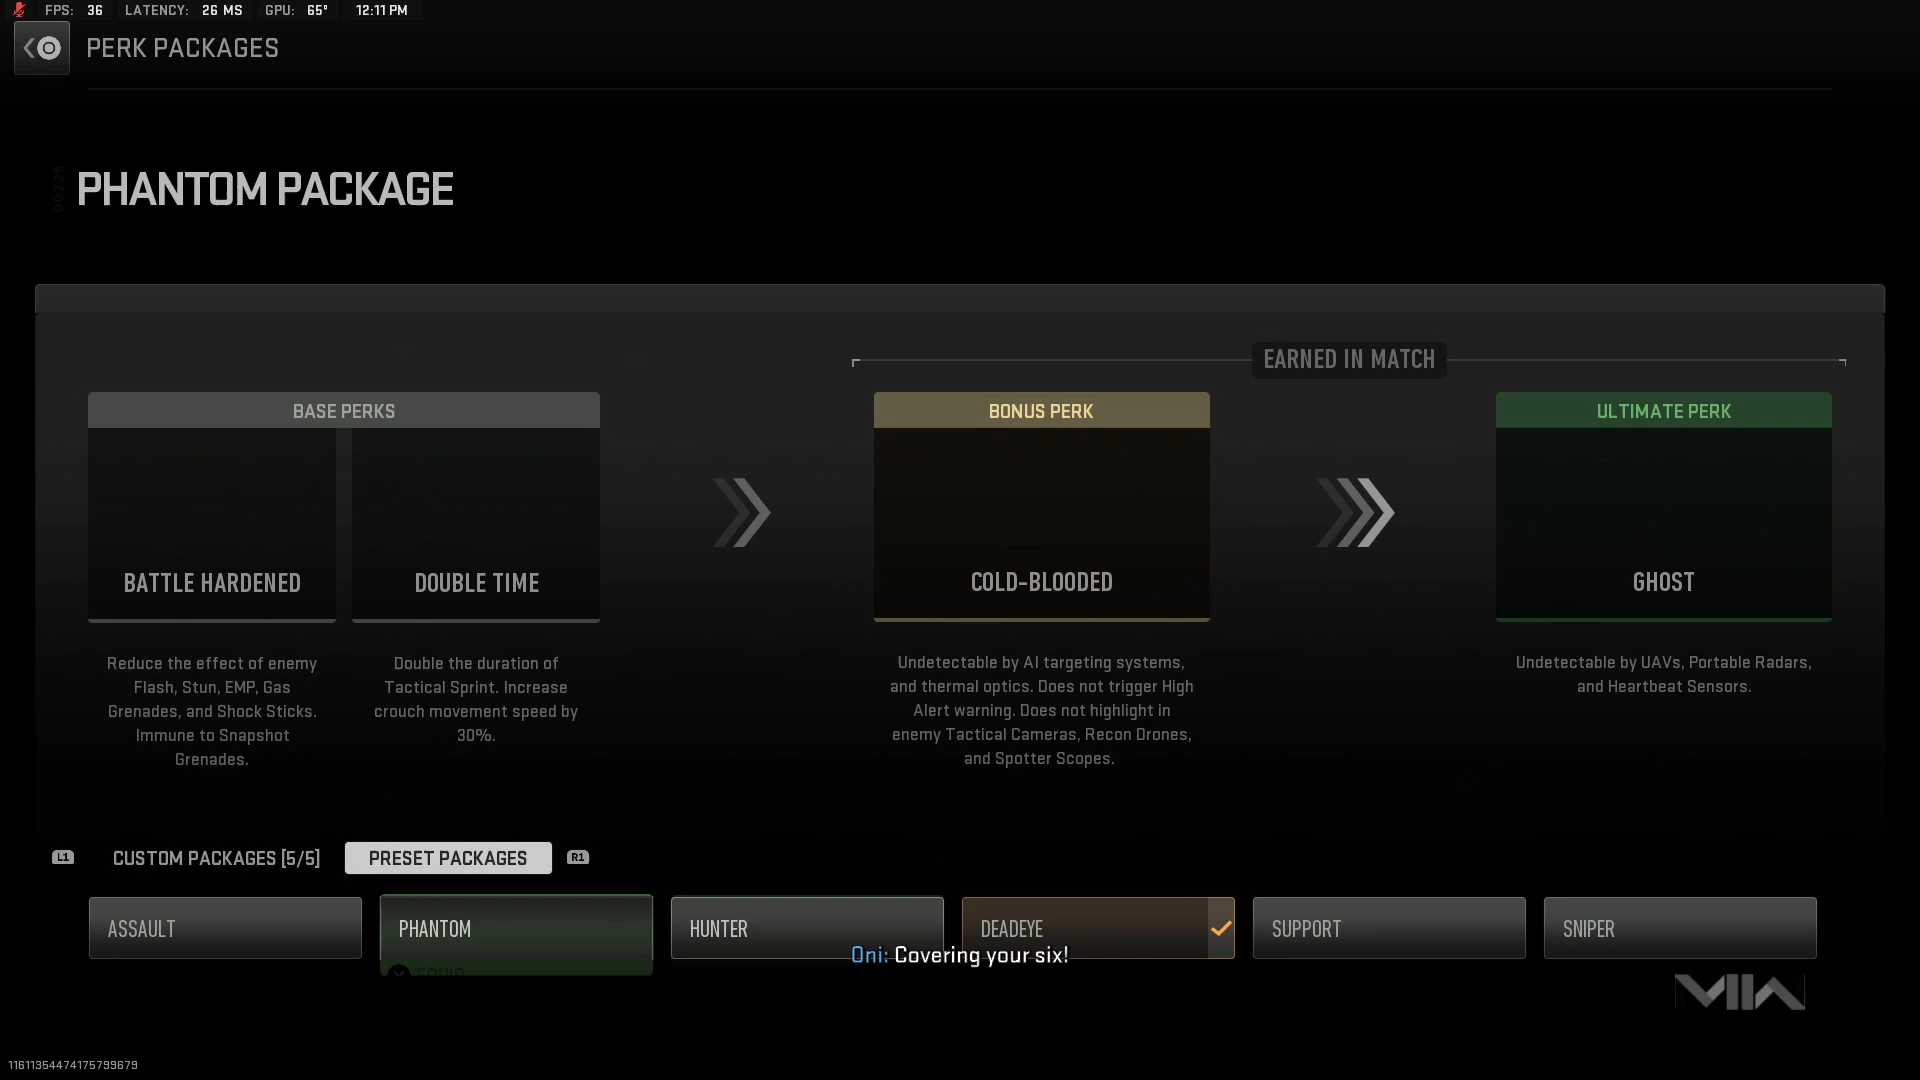 FPS: 36 LATENCY: 26 MS GPU: 65° 12:11 PM
PERK PACKAGES
90225
PHANTOM PACKAGE
EARNED IN MATCH
BASE PERKS
BATTLE HARDENED
Reduce the effect of enemy
Flash, Stun, EMP, Gas
Grenades, and Shock Sticks.
Immune to Snapshot
Grenades.
DOUBLE TIME
Double the duration of
Tactical Sprint. Increase
crouch movement speed by
30%.
BONUS PERK
COLD-BLOODED
Undetectable by AI targeting systems,
and thermal optics. Does not trigger High
Alert warning. Does not highlight in
enemy Tactical Cameras, Recon Drones,
and Spotter Scopes.
ULTIMATE PERK
GHOST
Undetectable by UAVs, Portable Radars,
and Heartbeat Sensors.
L1 CUSTOM PACKAGES [5/5] PRESET PACKAGES R1
ASSAULT PHANTOM HUNTER DEADEYE SUPPORT SNIPER
Oni: Covering your six!
EQUIP
MW
11611354474175799679